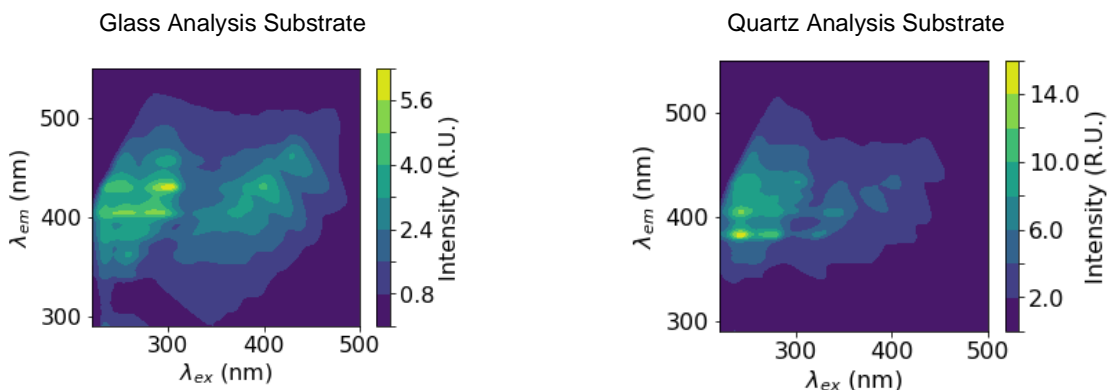 Glass Analysis Substrate
500
400
300
λem (nm)
300
400
500
λex (nm)
5.6
4.0
2.4
0.8
Intensity (R.U.)
Quartz Analysis Substrate
500
400
300
λem (nm)
300
400
500
λex (nm)
14.0
10.0
6.0
2.0
Intensity (R.U.)